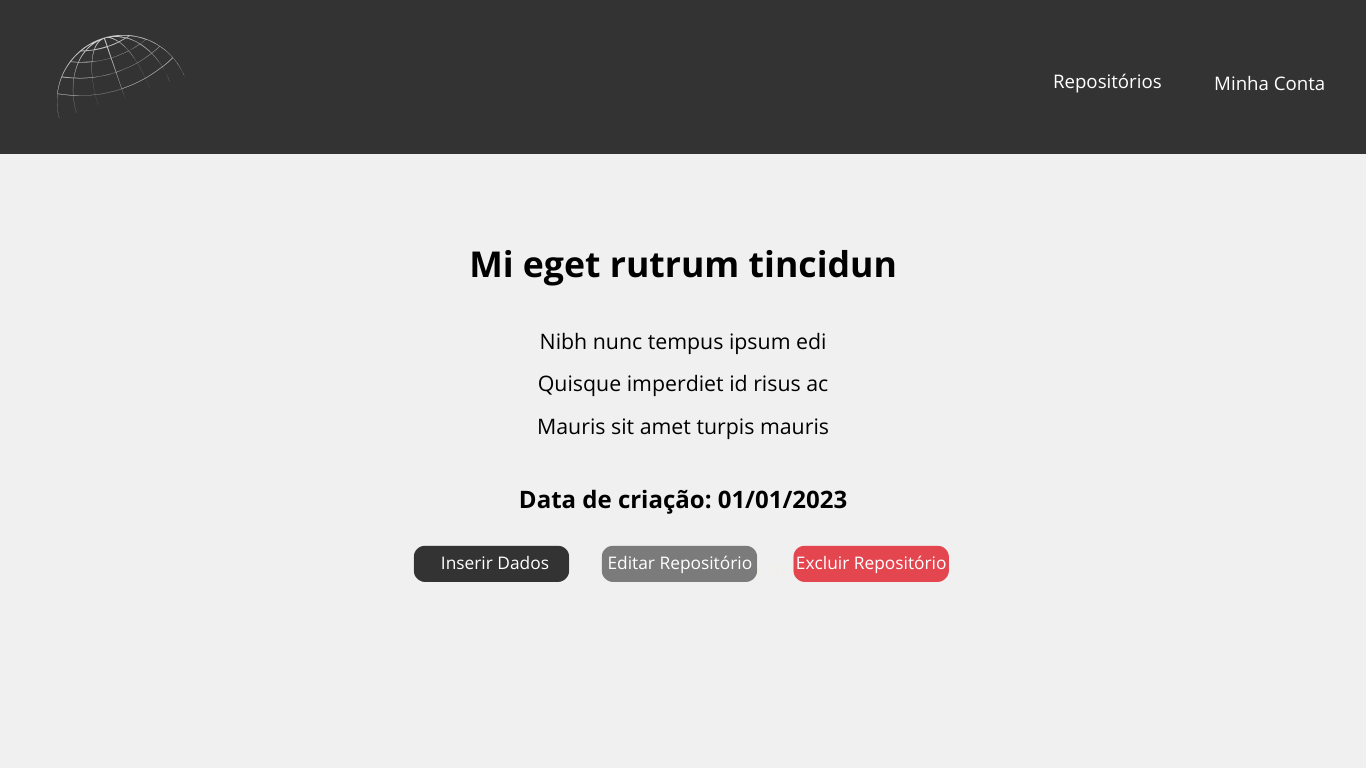 Repositórios
Minha Conta
Mi eget rutrum tincidun
Nibh nunc tempus ipsum edi
Quisque imperdiet id risus ac
Mauris sit amet turpis mauris
Data de criação: 01/01/2023
Inserir Dados
Editar Repositório
Excluir Repositório